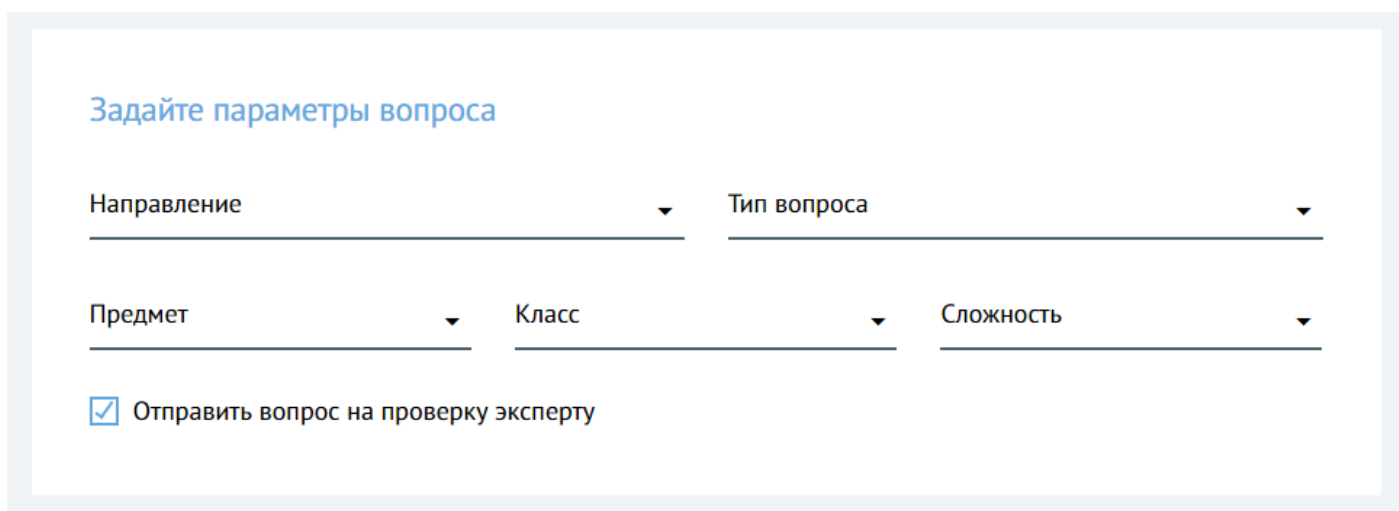 Задайте параметры вопроса
Направление Тип вопроса
Предмет Класс Сложность
Отправить вопрос на проверку эксперту